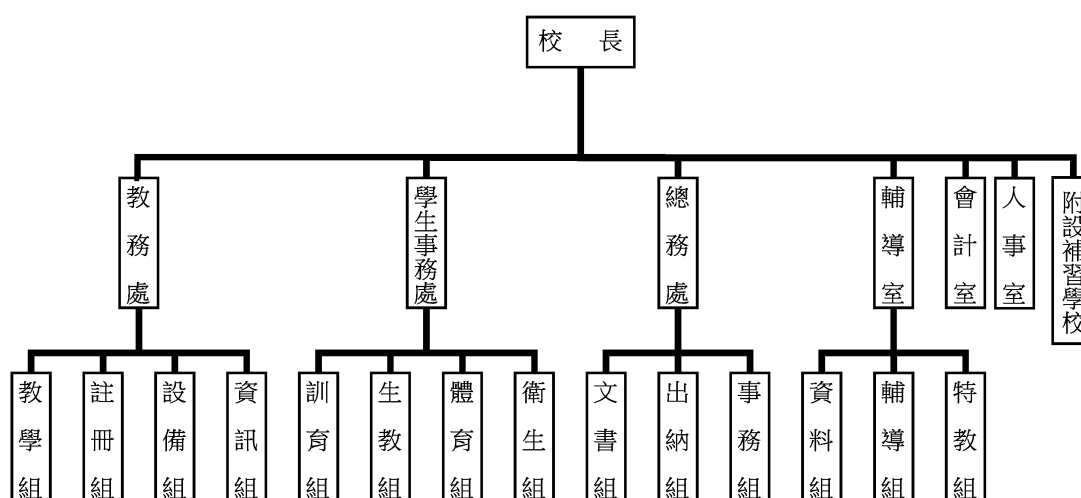 校長
教務處
學生事務處
總務處
輔導室
會計室
人事室
附設補習學校
教學組
註冊組
設備組
資訊組
訓育組
生教組
體育組
衛生組
文書組
出納組
事務組
資料組
輔導組
特教組